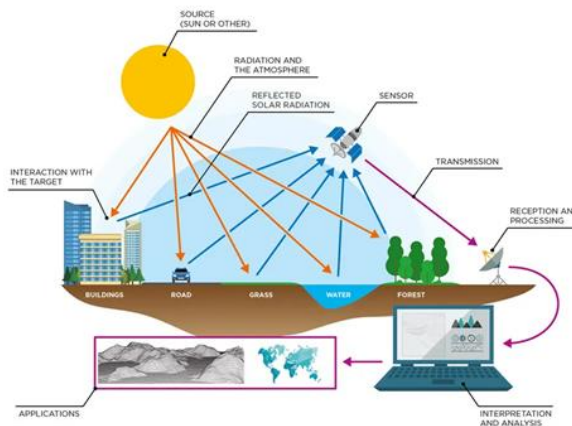 SOURCE
(SUN OR OTHER)
RADIATION AND
THE ATMOSPHERE
REFLECTED
SOLAR RADIATION
SENSOR
TRANSMISSION
INTERACTION WITH
THE TARGET
RECEPTION AN
PROCESSING
BUILDINGS
ROAD
GRASS
WATER
FOREST
APPLICATIONS
INTERPRETATION
AND ANALYSIS